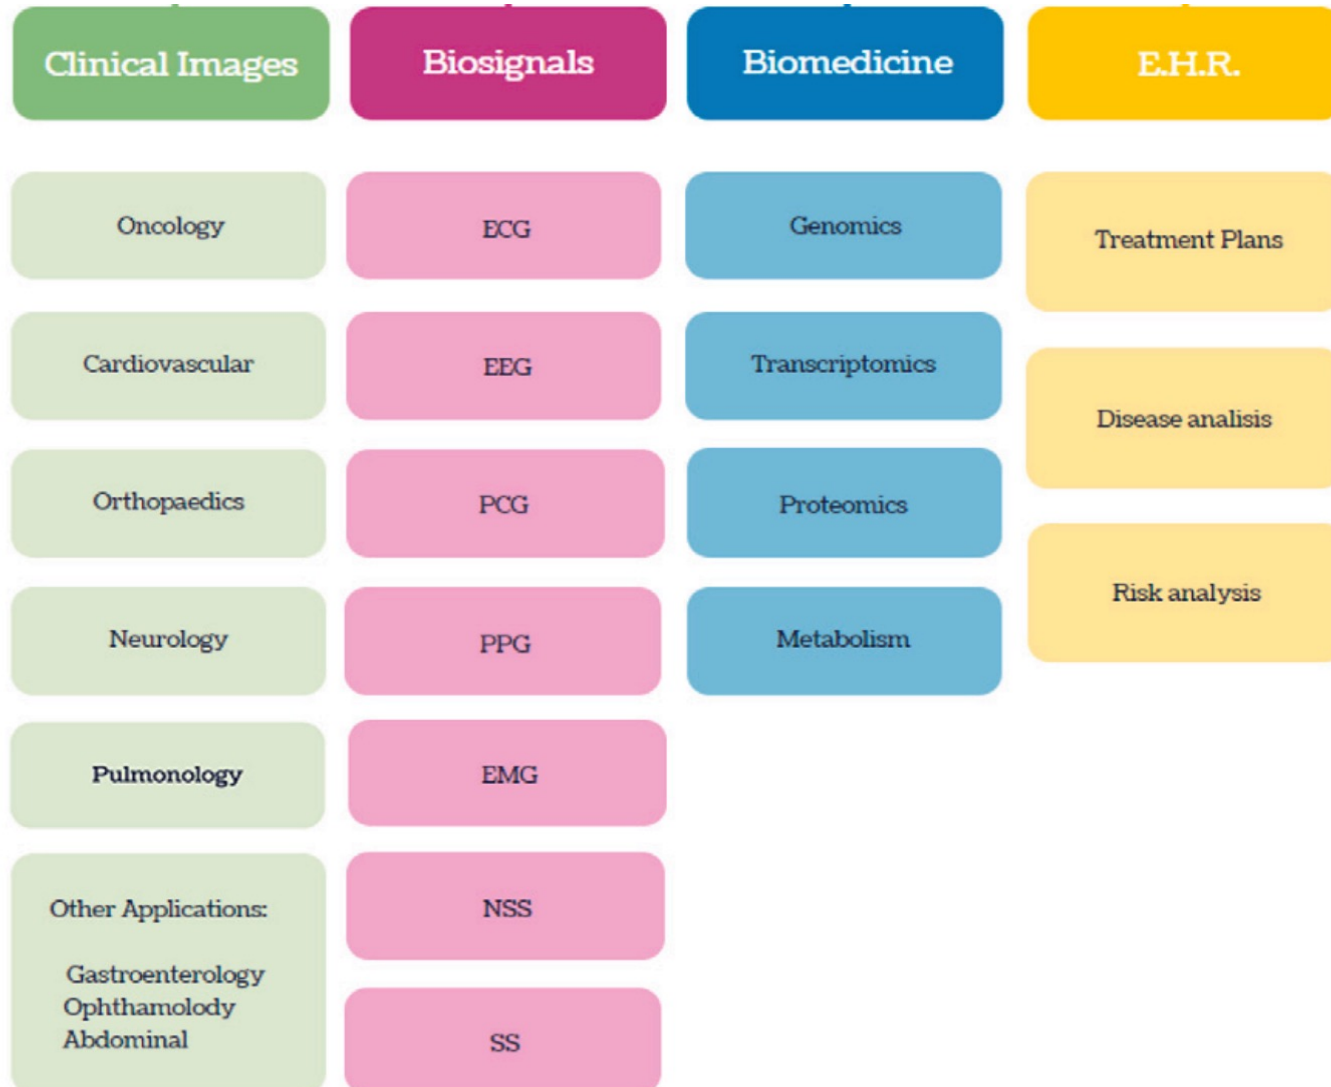 Clinical Images
Oncology
Cardiovascular
Orthopaedics
Neurology
Pulmonology
Other Applications:
Gastroenterology
Ophthamolody
Abdominal
Biosignals
ECG
EEG
PCG
PPG
EMG
NSS
SS
Biomedicine
Genomics
Transcriptomics
Proteomics
Metabolism
E.H.R.
Treatment Plans
Disease analisis
Risk analysis